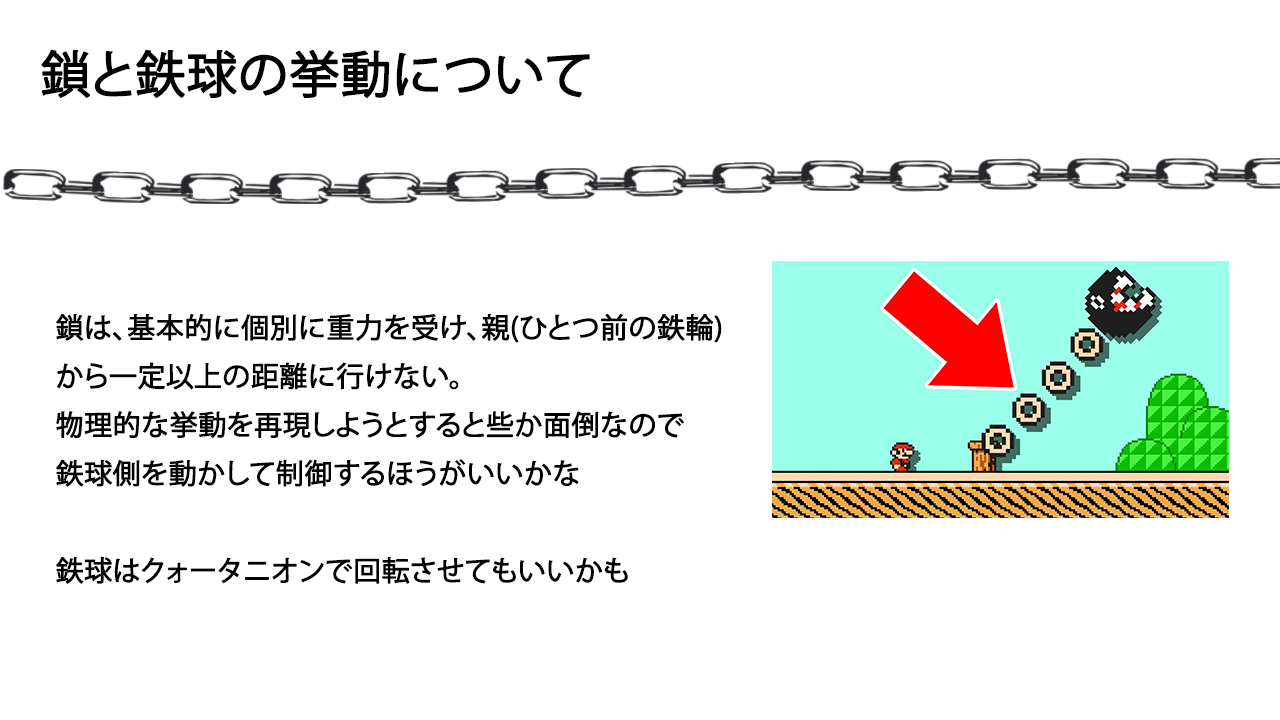 鎖と鉄球の挙動について
鎖は、基本的に個別に重力を受け、親(ひとつ前の鉄輪)
から一定以上の距離に行けない。
物理的な挙動を再現しようとすると些か面倒なので
鉄球側を動かして制御するほうがいいかな
鉄球はクォータニオンで回転させてもいいかも